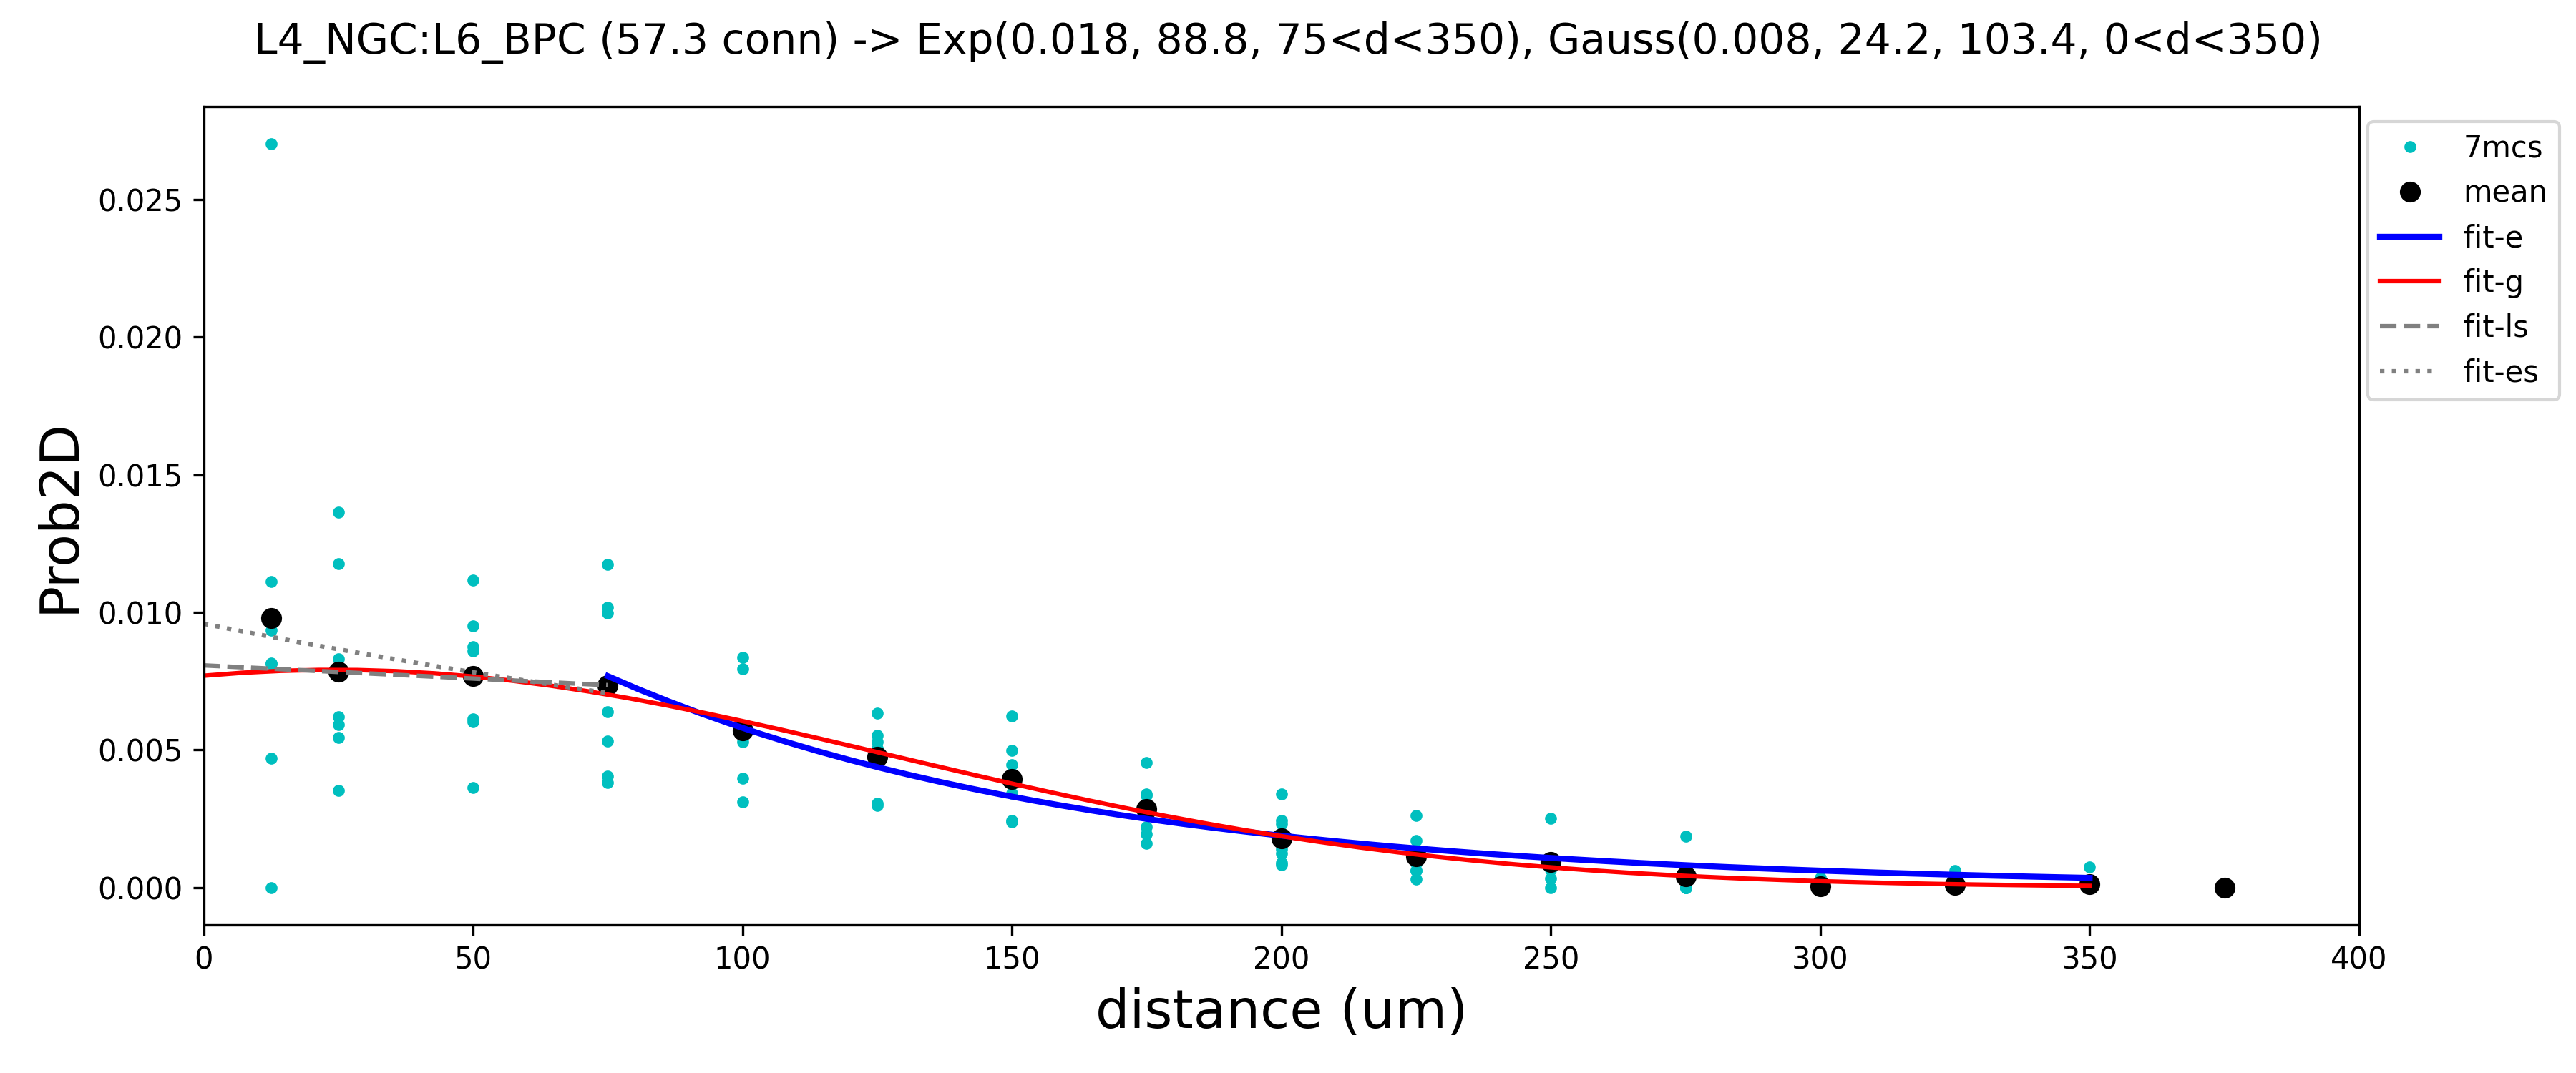 L4_NGC:L6_BPC (57.3 conn) -> Exp(0.018, 88.8, 75<d<350), Gauss(0.008, 24.2, 103.4, 0<d<350)
7mcs
mean
fit-e
fit-g
fit-ls
fit-es
Prob2D
0.025
0.020
0.015
0.010
0.005
0.000
0 50 100 150 200 250 300 350 400
distance (um)